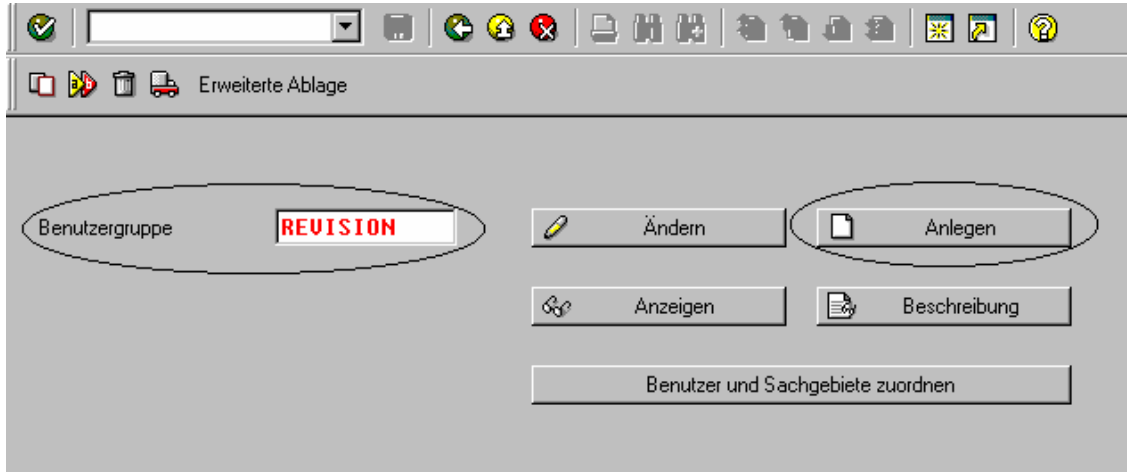 Erweiterte Ablage
Benutzergruppe REVISION Ändern Anlegen
Anzeigen Beschreibung
Benutzer und Sachgebiete zuordnen